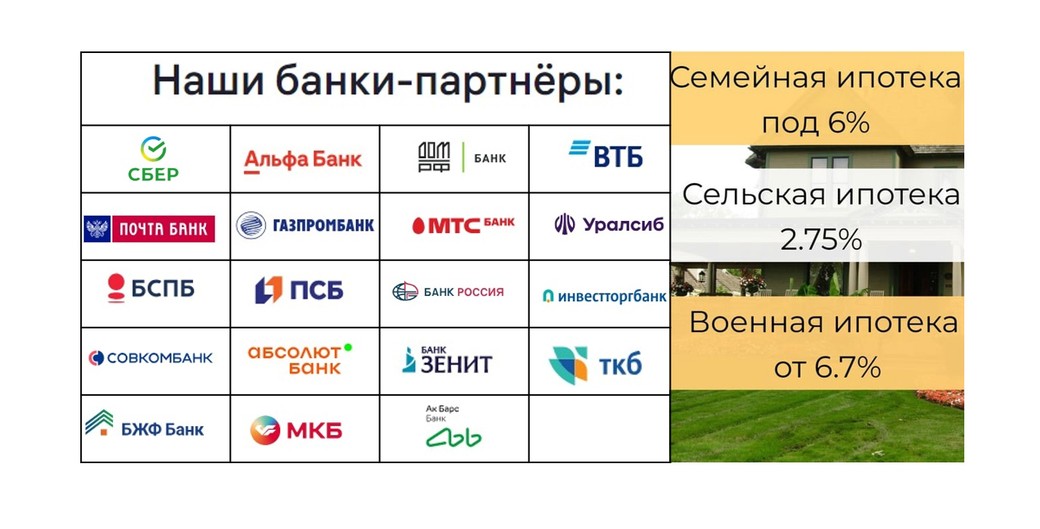 Наши банки-партнёры:
СБЕР
Альфа Банк
ДОМ
РФ
БАНК
ВТБ
ПОЧТА БАНК
ГАЗПРОМБАНК
МТС БАНК
Уралсиб
БСПБ
ПСБ
БАНК РОССИЯ
инвестторгбанк
СОВКОМБАНК
абсолют
банк
БАНК
ЗЕНИТ
ткб
БЖФ Банк
МКБ
Ак Барс
Банк
Семейная ипотека
под 6%
Сельская ипотека
2.75%
Военная ипотека
от 6.7%